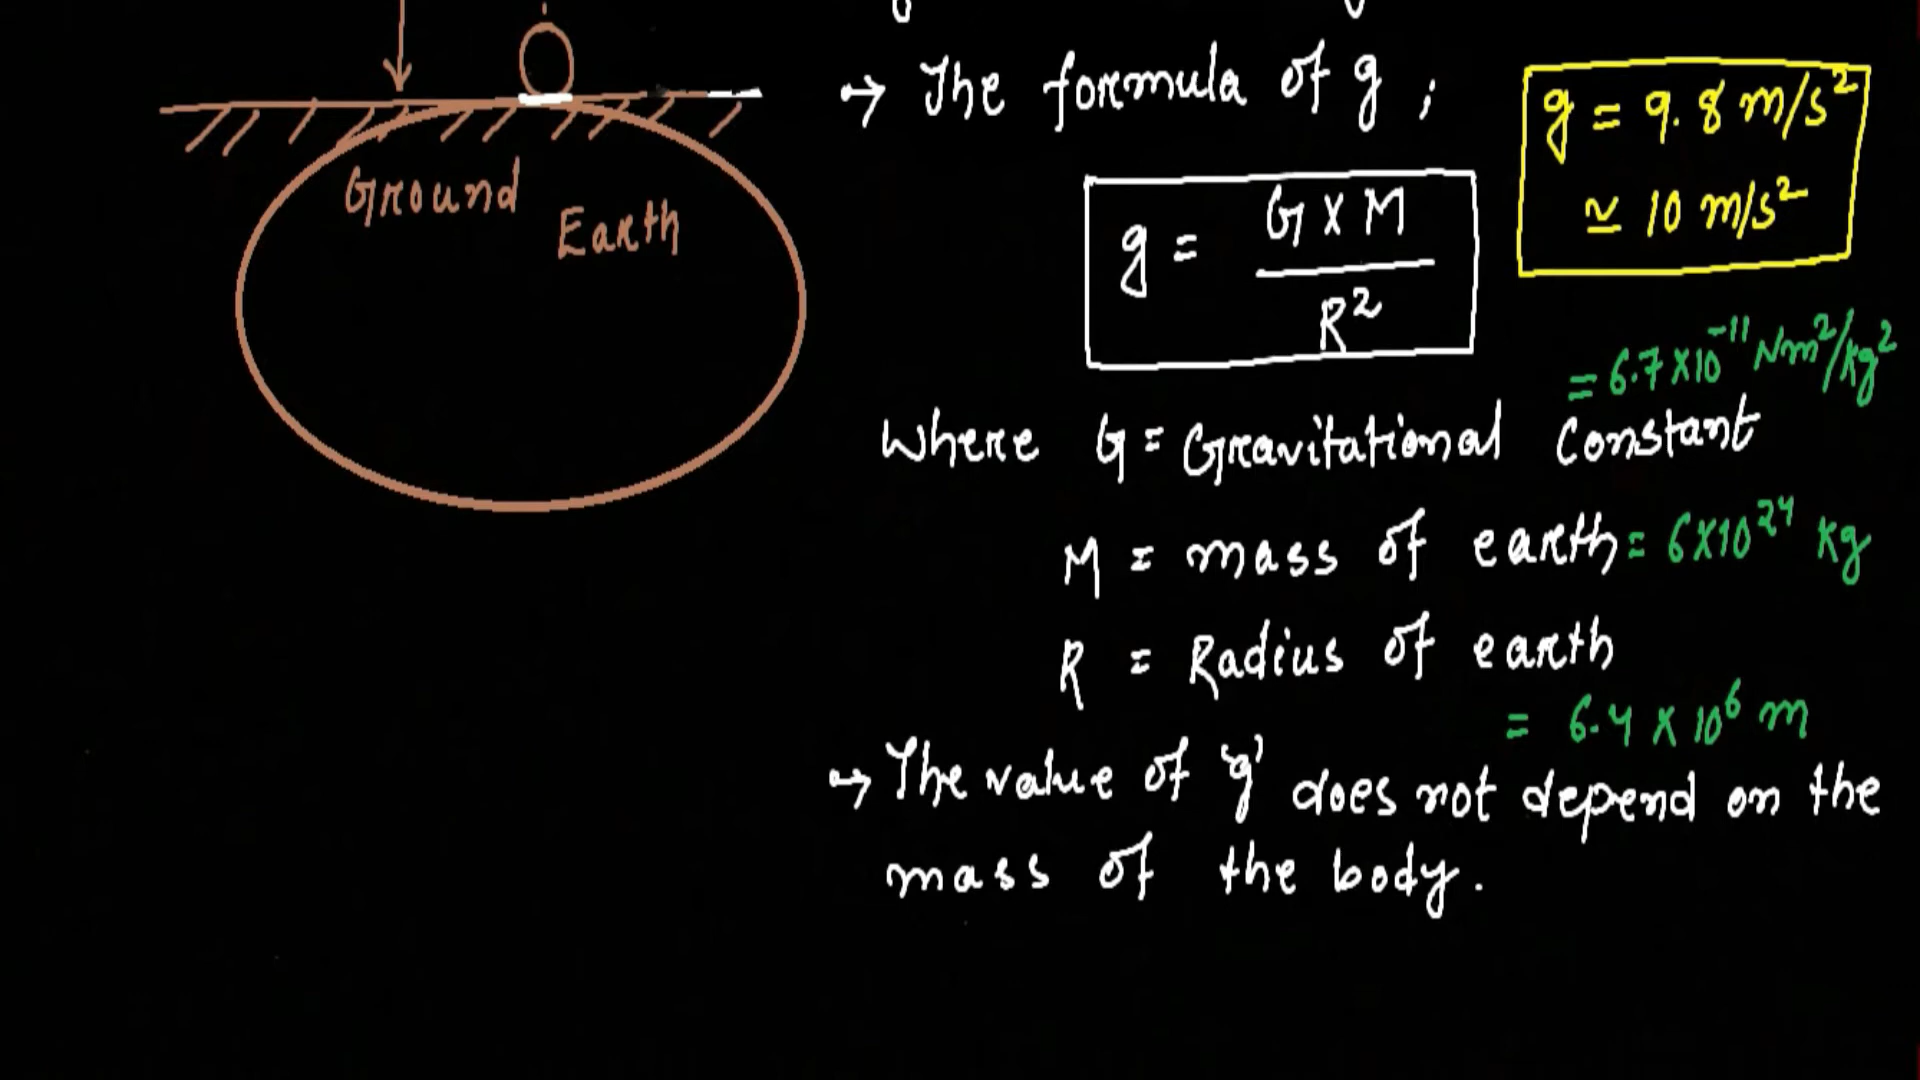 Ground
Earth
→ The formula of g ;
g = G X M / R²
g = 9.8 m/s²
≃ 10 m/s²
= 6.7 X 10⁻¹¹ Nm²/kg²
Where G = Gravitational Constant
M = mass of earth = 6X10²⁴ kg
R = Radius of earth
= 6.4 X 10⁶ m
→ The value of 'g' does not depend on the
mass of the body.